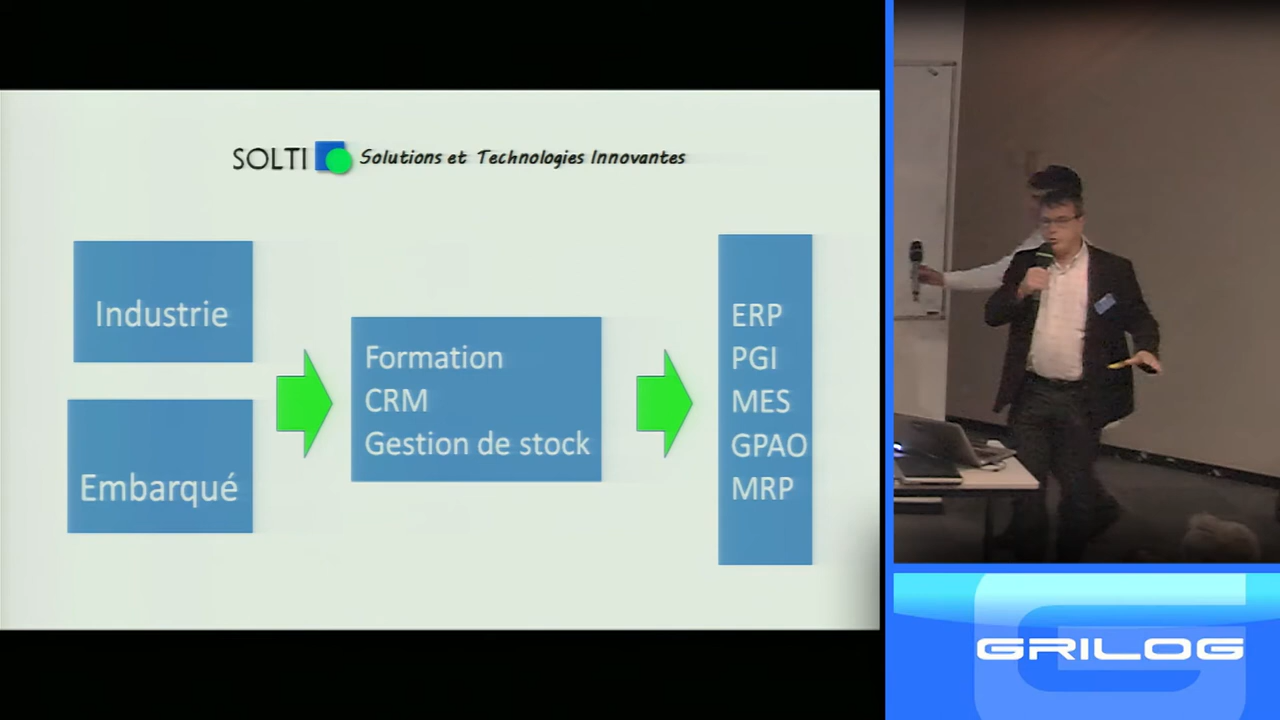 SOLTI Solutions et Technologies Innovantes
Industrie
Embarqué
Formation
CRM
Gestion de stock
ERP
PGI
MES
GPAO
MRP
GRILOG